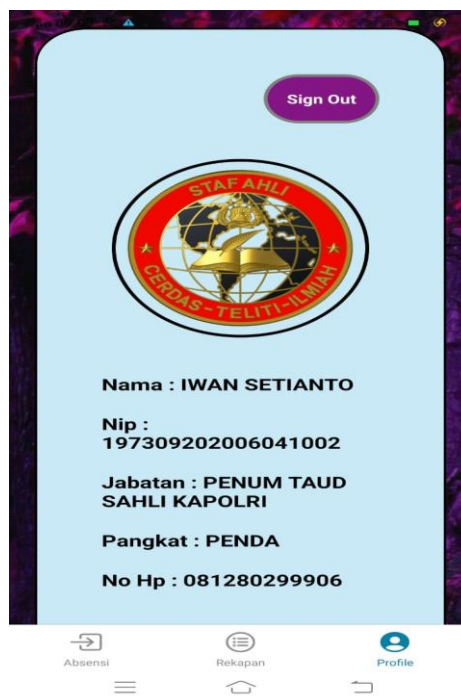 Sign Out
STAF AHLI
CERDAS-TELITI-ILMIAH
Nama : IWAN SETIANTO
Nip :
197309202006041002
Jabatan : PENUM TAUD
SAHLI KAPOLRI
Pangkat : PENDA
No Hp : 081280299906
Absensi
Rekapan
Profile